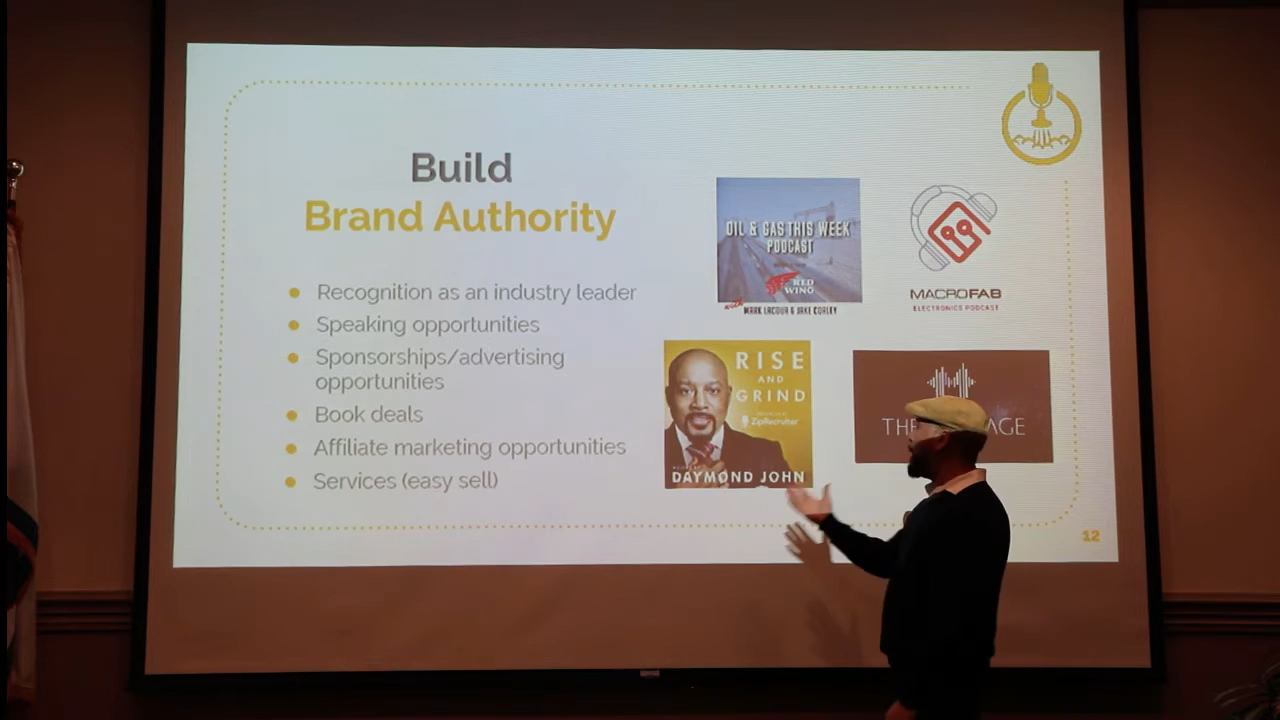 Build
Brand Authority
Recognition as an industry leader
Speaking opportunities
Sponsorships/advertising
opportunities
Book deals
Affiliate marketing opportunities
Services (easy sell)
OIL & GAS THIS WEEK
PODCAST
RED
WING
with MARK LACOUR & JAKE CORLEY
MACROFAB
ELECTRONICS PODCAST
RISE
AND
GRIND
ZipRecruiter
DAYMOND JOHN
12